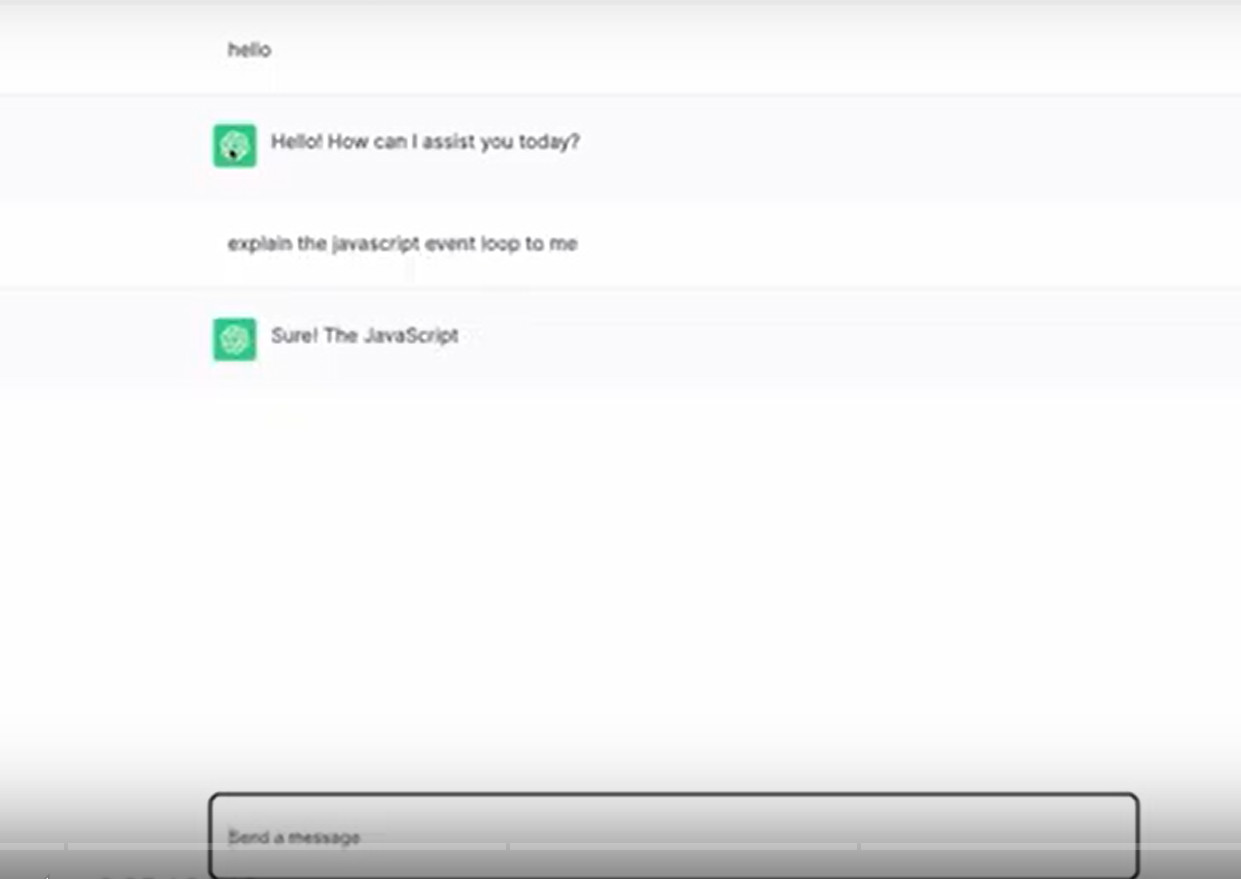 hello
Hello! How can I assist you today?
explain the javascript event loop to me
Sure! The JavaScript
Send a message